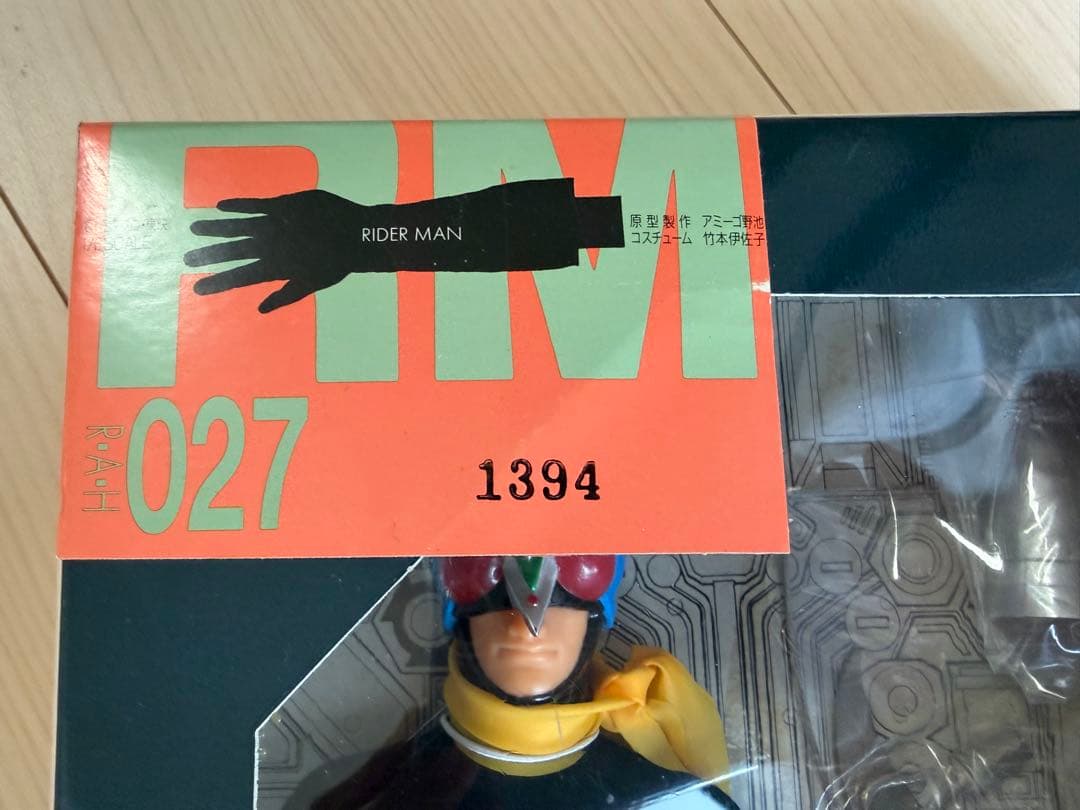 RM
RIDER MAN
原型製作 アミーゴ野池
コスチューム 竹本伊佐子
R・A・H
027
1394